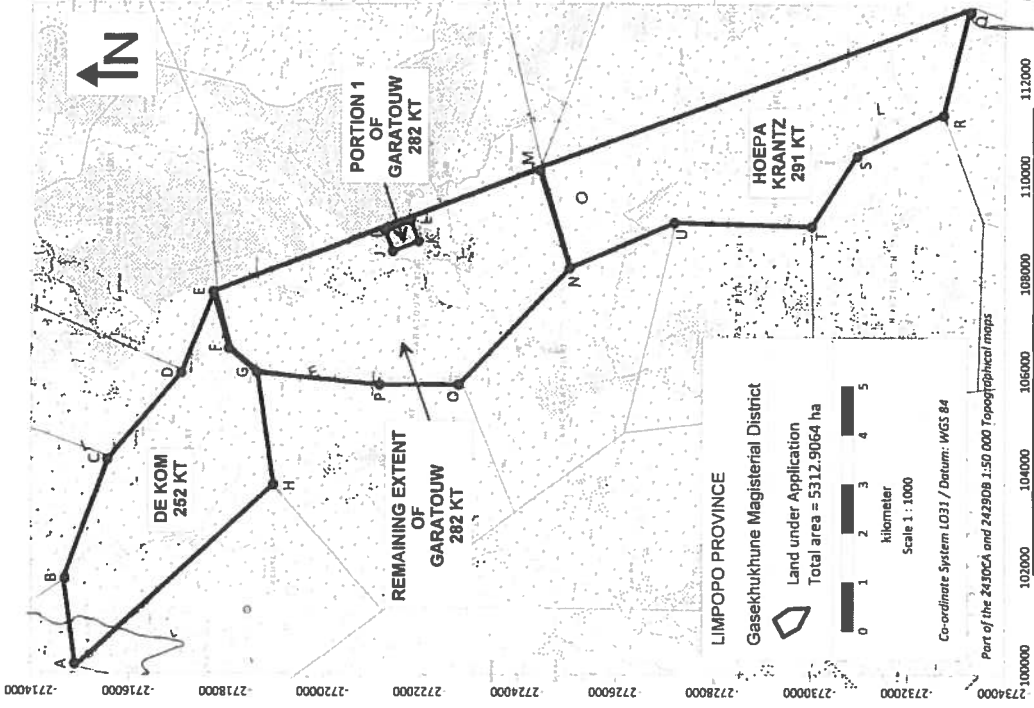 N
A
B
C
D
E
F
G
H
J
K
L
M
N
O
P
Q
R
S
T
U
DE KOM
252 KT
PORTION 1
OF
GARATOUW
282 KT
REMAINING EXTENT
OF
GARATOUW
282 KT
HOEPA
KRANTZ
291 KT
LIMPOPO PROVINCE
Gasekhukhune Magisterial District
Land under Application
Total area = 5312.9064 ha
0 1 2 3 4 5
kilometer
Scale 1 : 1000
Co-ordinate System LO31 / Datum: WGS 84
Part of the 2430CA and 2429DB 1:50 000 Topographical maps
-2714000
-2716000
-2718000
-2720000
-2722000
-2724000
-2726000
-2728000
-2730000
-2732000
-2734000
100000 102000 104000 106000 108000 110000 112000